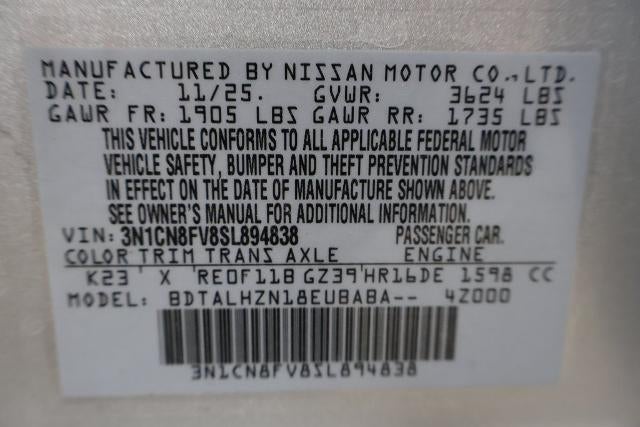 MANUFACTURED BY NISSAN MOTOR CO., LTD.
DATE: 11/25. GVWR: 3624 LBS
GAWR FR: 1905 LBS GAWR RR: 1735 LBS
THIS VEHICLE CONFORMS TO ALL APPLICABLE FEDERAL MOTOR
VEHICLE SAFETY, BUMPER AND THEFT PREVENTION STANDARDS
IN EFFECT ON THE DATE OF MANUFACTURE SHOWN ABOVE.
SEE OWNER'S MANUAL FOR ADDITIONAL INFORMATION.
VIN: 3N1CN8FV8SL894838 PASSENGER CAR.
COLOR TRIM TRANS AXLE ENGINE
K23 X RE0F11B GZ39 HR16DE 1598 CC
MODEL: BDTALHZN18EUBABA-- 4Z000
3N1CN8FV8SL894838